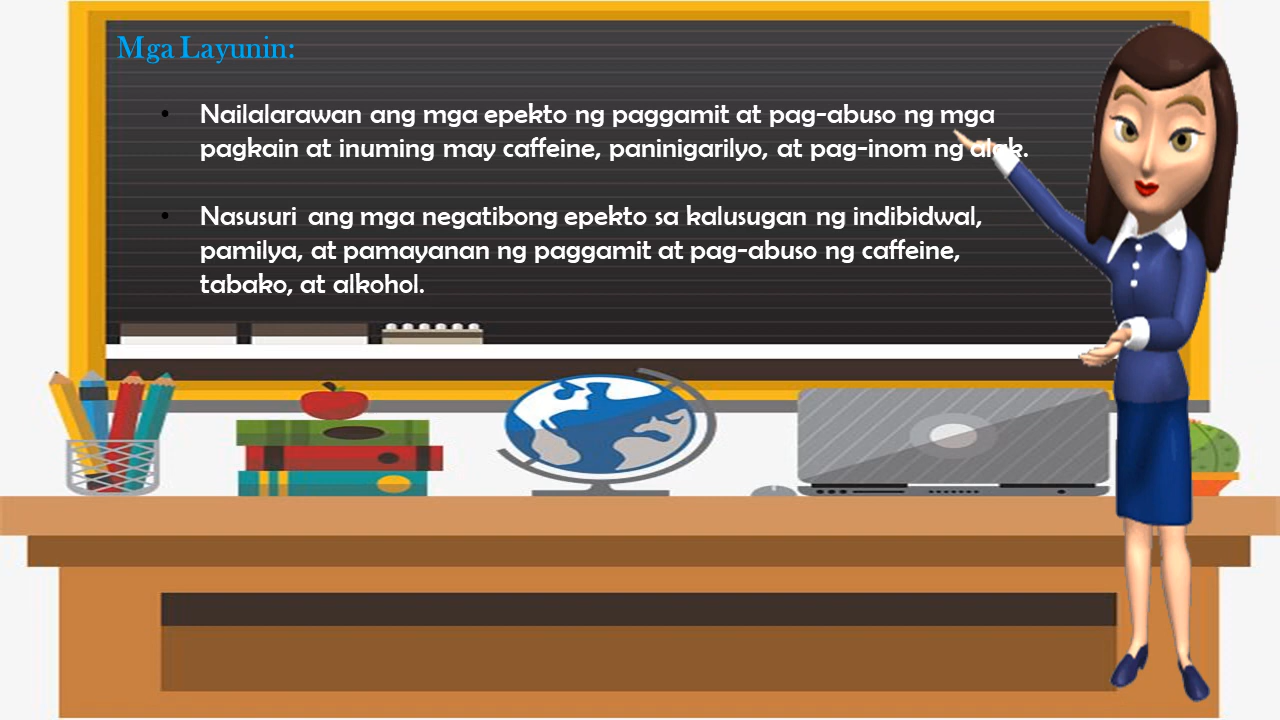 Mga Layunin:
• Nailalarawan ang mga epekto ng paggamit at pag-abuso ng mga
pagkain at inuming may caffeine, paninigarilyo, at pag-inom ng alak.
• Nasusuri ang mga negatibong epekto sa kalusugan ng indibidwal,
pamilya, at pamayanan ng paggamit at pag-abuso ng caffeine,
tabako, at alkohol.